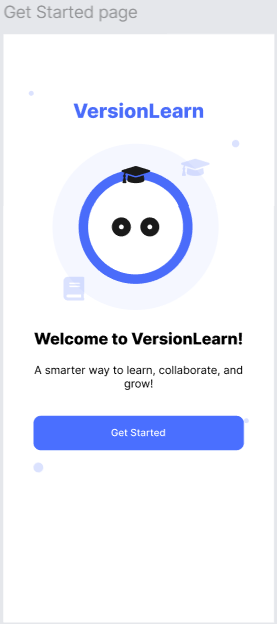 Get Started page
VersionLearn
Welcome to VersionLearn!
A smarter way to learn, collaborate, and
grow!
Get Started